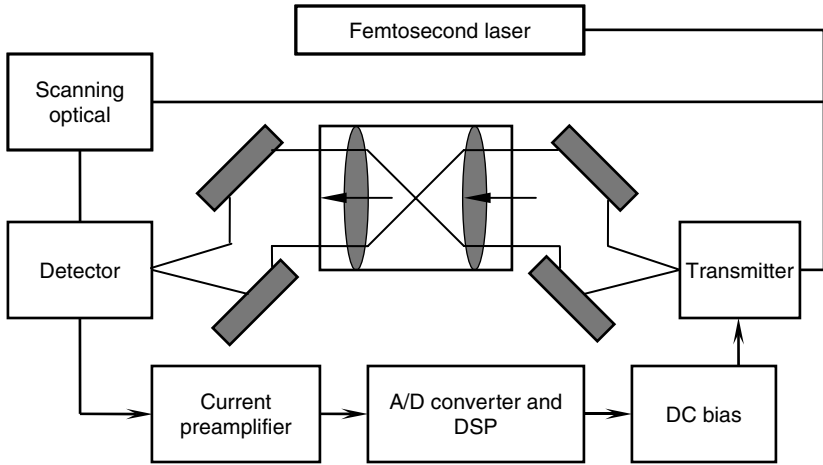 Femtosecond laser
Scanning
optical
Detector
Transmitter
Current
preamplifier
A/D converter and
DSP
DC bias